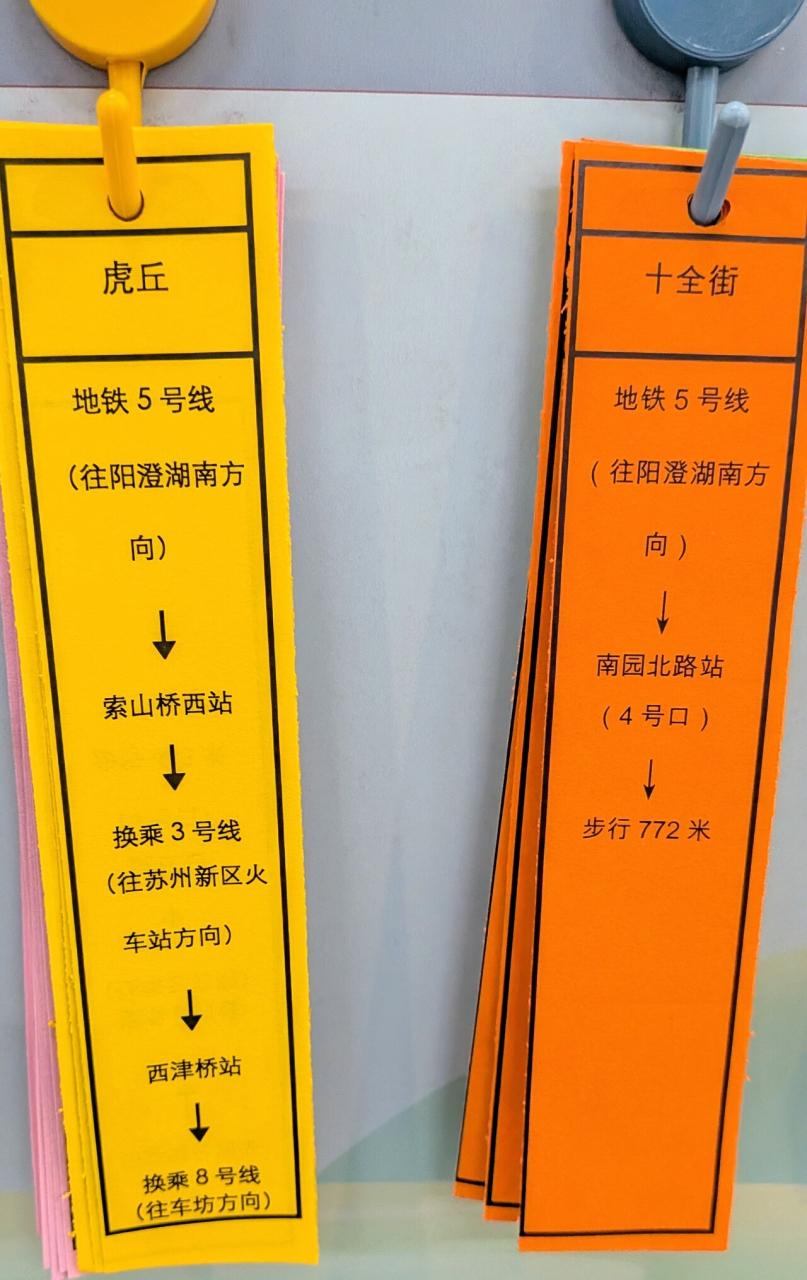 虎丘
地铁 5 号线
（往阳澄湖南方
向）
↓
索山桥西站
↓
换乘 3 号线
（往苏州新区火
车站方向）
↓
西津桥站
↓
换乘 8 号线
（往车坊方向）
十全街
地铁 5 号线
（ 往阳澄湖南方
向 ）
↓
南园北路站
（ 4 号口 ）
↓
步行 772 米